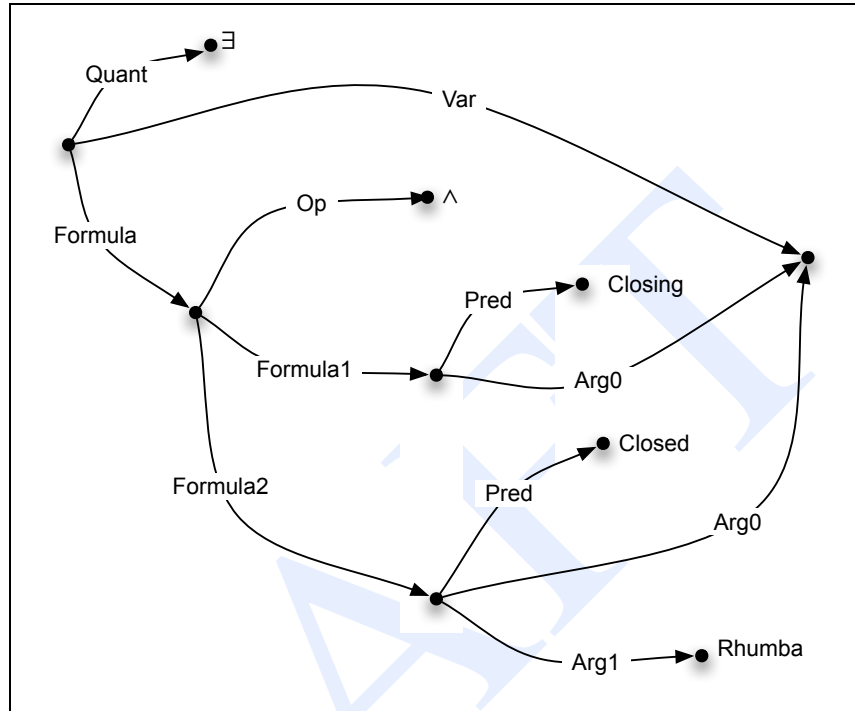 ∃
Quant
Var
Op
∧
Formula
Pred
Closing
Formula1
Arg0
Closed
Formula2
Pred
Arg0
Arg1
Rhumba